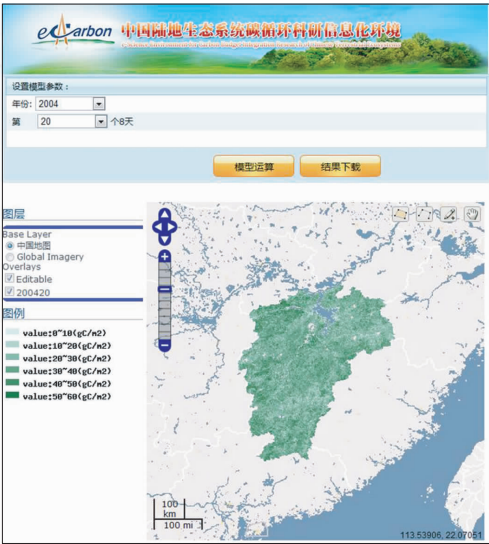 eCarbon 中国陆地生态系统碳循环科研信息化环境
设置模型参数：
年份: 2004
第 20 个8天
模型运算 结果下载
图层
Base Layer
中国地图
Global Imagery
Overlays
Editable
200420
图例
value:0~10(gC/m2)
value:10~20(gC/m2)
value:20~30(gC/m2)
value:30~40(gC/m2)
value:40~50(gC/m2)
value:50~60(gC/m2)
100
km
100 mi
113.53906, 22.07051